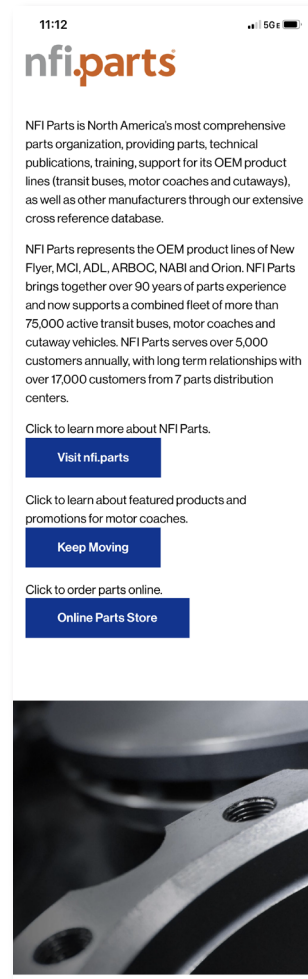 11:12
5GE
nfi.parts
NFI Parts is North America's most comprehensive
parts organization, providing parts, technical
publications, training, support for its OEM product
lines (transit buses, motor coaches and cutaways),
as well as other manufacturers through our extensive
cross reference database.
NFI Parts represents the OEM product lines of New
Flyer, MCI, ADL, ARBOC, NABI and Orion. NFI Parts
brings together over 90 years of parts experience
and now supports a combined fleet of more than
75,000 active transit buses, motor coaches and
cutaway vehicles. NFI Parts serves over 5,000
customers annually, with long term relationships with
over 17,000 customers from 7 parts distribution
centers.
Click to learn more about NFI Parts.
Visit nfi.parts
Click to learn about featured products and
promotions for motor coaches.
Keep Moving
Click to order parts online.
Online Parts Store